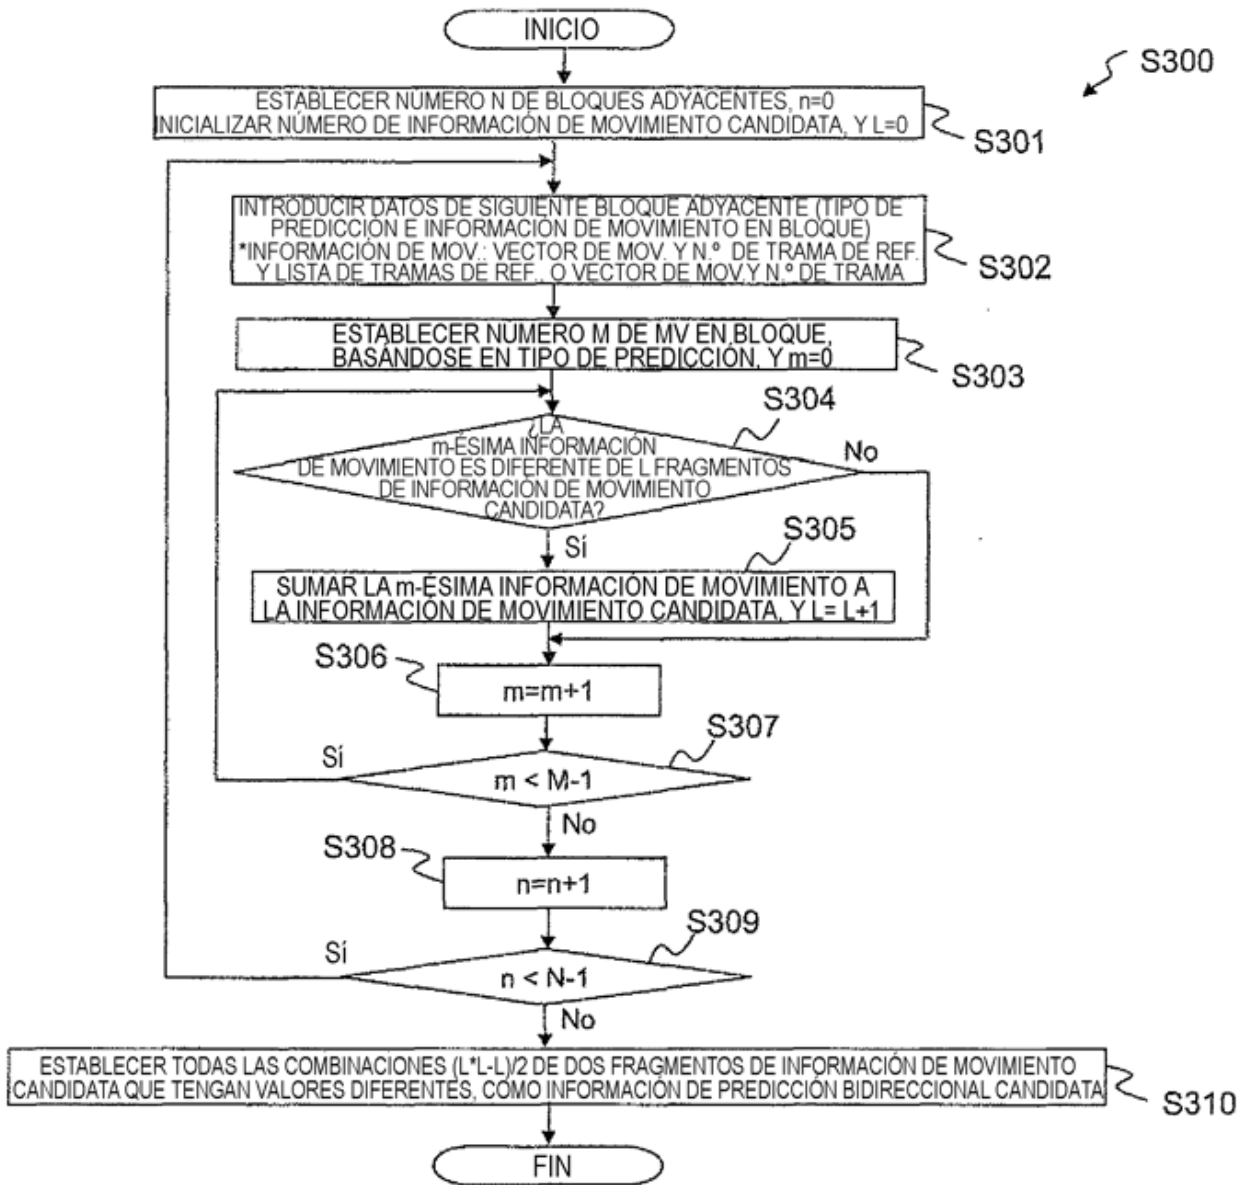 INICIO
S300
ESTABLECER NÚMERO N DE BLOQUES ADYACENTES, n=0
INICIALIZAR NÚMERO DE INFORMACIÓN DE MOVIMIENTO CANDIDATA, Y L=0
S301
INTRODUCIR DATOS DE SIGUIENTE BLOQUE ADYACENTE (TIPO DE
PREDICCIÓN E INFORMACIÓN DE MOVIMIENTO EN BLOQUE)
*INFORMACIÓN DE MOV.: VECTOR DE MOV. Y N.º DE TRAMA DE REF.
Y LISTA DE TRAMAS DE REF., O VECTOR DE MOV.Y N.º DE TRAMA
S302
ESTABLECER NÚMERO M DE MV EN BLOQUE,
BASÁNDOSE EN TIPO DE PREDICCIÓN, Y m=0
S303
S304
¿LA
m-ÉSIMA INFORMACIÓN
DE MOVIMIENTO ES DIFERENTE DE L FRAGMENTOS
DE INFORMACIÓN DE MOVIMIENTO
CANDIDATA?
No
Sí
S305
SUMAR LA m-ÉSIMA INFORMACIÓN DE MOVIMIENTO A
LA INFORMACIÓN DE MOVIMIENTO CANDIDATA, Y L= L+1
S306
m=m+1
S307
Sí
m < M-1
No
S308
n=n+1
S309
Sí
n < N-1
No
ESTABLECER TODAS LAS COMBINACIONES (L*L-L)/2 DE DOS FRAGMENTOS DE INFORMACIÓN DE MOVIMIENTO
CANDIDATA QUE TENGAN VALORES DIFERENTES, COMO INFORMACIÓN DE PREDICCIÓN BIDIRECCIONAL CANDIDATA
S310
FIN